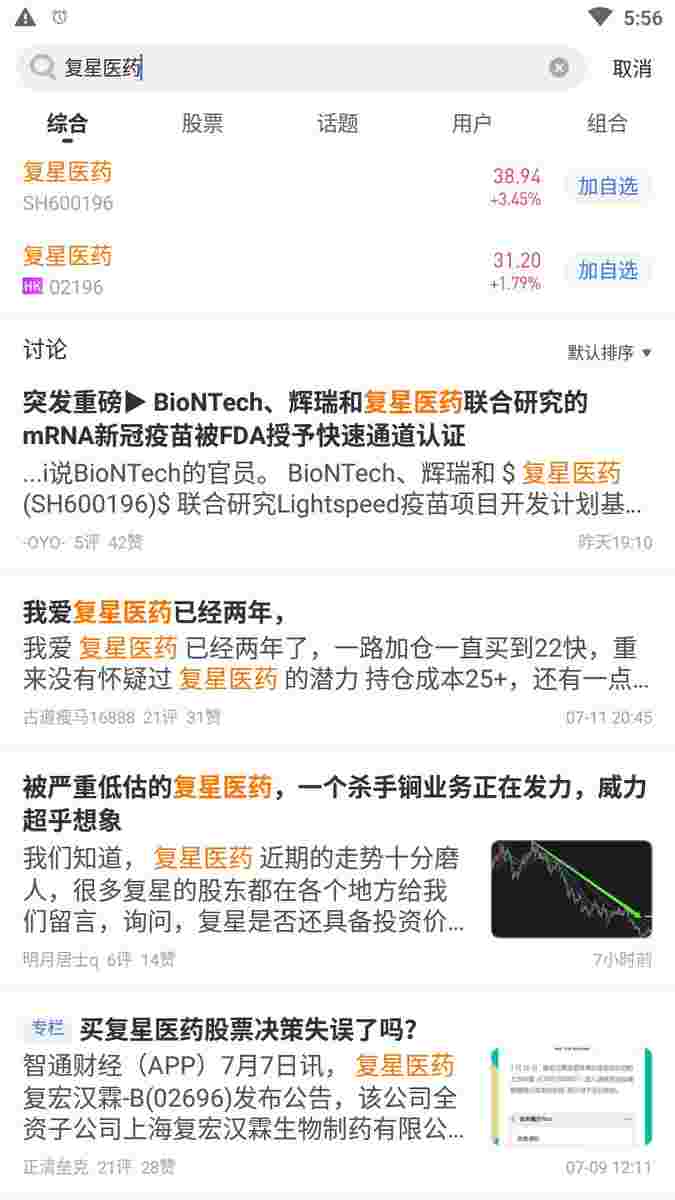 5:56
复星医药
取消
综合 股票 话题 用户 组合
复星医药 38.94 加自选
SH600196 +3.45%
复星医药 31.20 加自选
HK 02196 +1.79%
讨论 默认排序
突发重磅▶ BioNTech、辉瑞和复星医药联合研究的
mRNA新冠疫苗被FDA授予快速通道认证
...i说BioNTech的官员。 BioNTech、辉瑞和 $ 复星医药
(SH600196)$ 联合研究Lightspeed疫苗项目开发计划基...
-OYO- 5评 42赞 昨天19:10
我爱复星医药已经两年，
我爱 复星医药 已经两年了，一路加仓一直买到22快，重
来没有怀疑过 复星医药 的潜力 持仓成本25+，还有一点...
古道瘦马16888 21评 31赞 07-11 20:45
被严重低估的复星医药，一个杀手锏业务正在发力，威力
超乎想象
我们知道， 复星医药 近期的走势十分磨
人，很多复星的股东都在各个地方给我
们留言，询问，复星是否还具备投资价...
明月居士q 6评 14赞 7小时前
专栏 买复星医药股票决策失误了吗？
智通财经（APP）7月7日讯， 复星医药
复宏汉霖-B(02696)发布公告，该公司全
资子公司上海复宏汉霖生物制药有限公...
正清垒克 21评 28赞 07-09 12:11